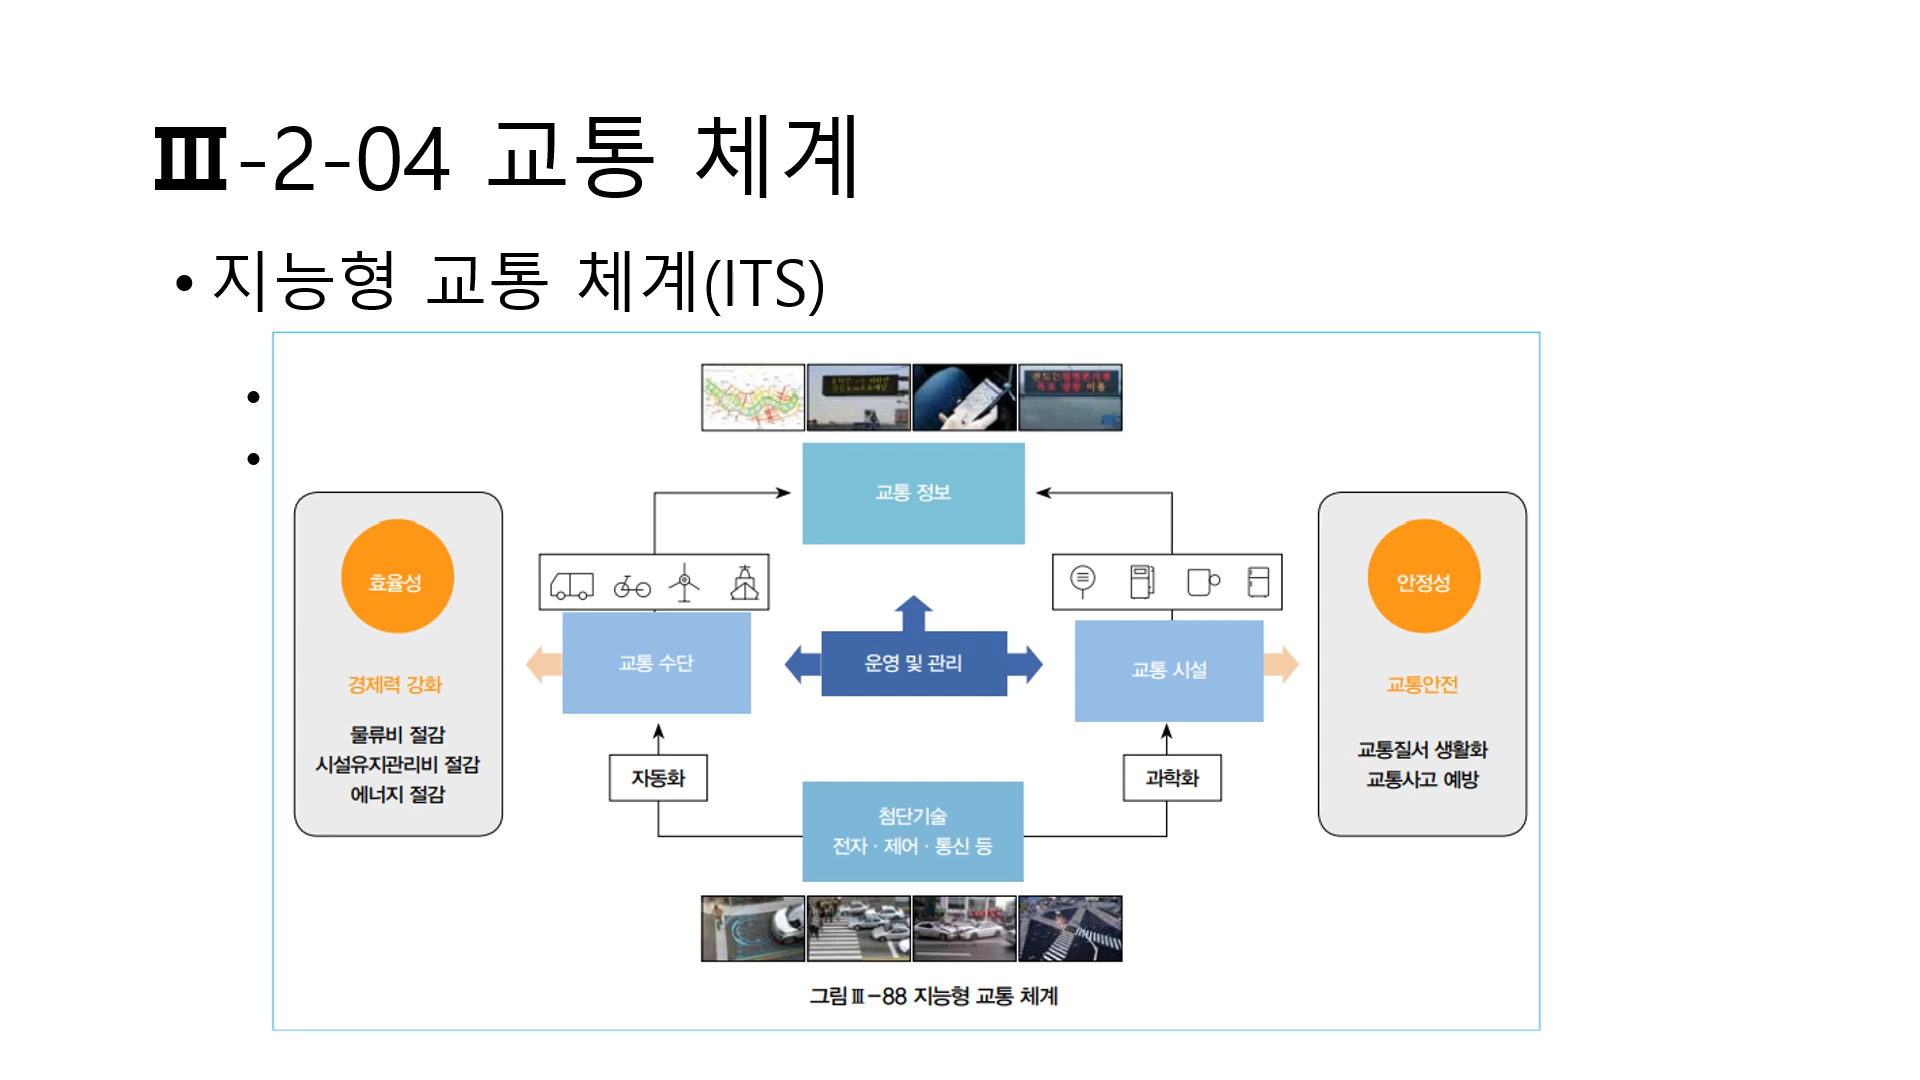 Ⅲ-2-04 교통 체계
• 지능형 교통 체계(ITS)
•
•
교통 정보
효율성
경제력 강화
물류비 절감
시설유지관리비 절감
에너지 절감
교통 수단
운영 및 관리
교통 시설
안정성
교통안전
교통질서 생활화
교통사고 예방
자동화
과학화
첨단기술
전자 · 제어 · 통신 등
그림Ⅲ-88 지능형 교통 체계